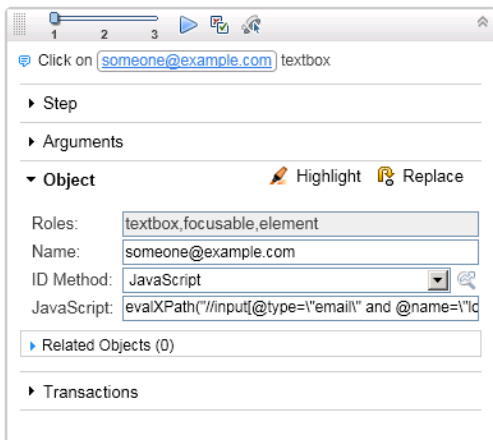 1 2 3
Click on someone@example.com textbox
Step
Arguments
Object Highlight Replace
Roles: textbox,focusable,element
Name: someone@example.com
ID Method: JavaScript
JavaScript: evalXPath("//input[@type=\"email\" and @name=\"lo
Related Objects (0)
Transactions